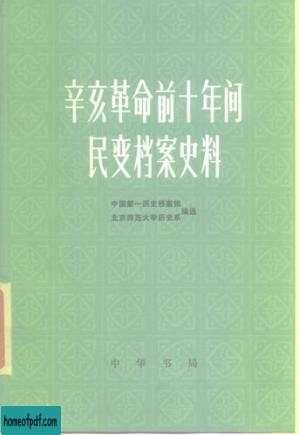 辛亥革命前十年间
民变档案史料
中国第一历史档案馆
北京师范大学历史系
编选
中华书局
homeofpdf.com